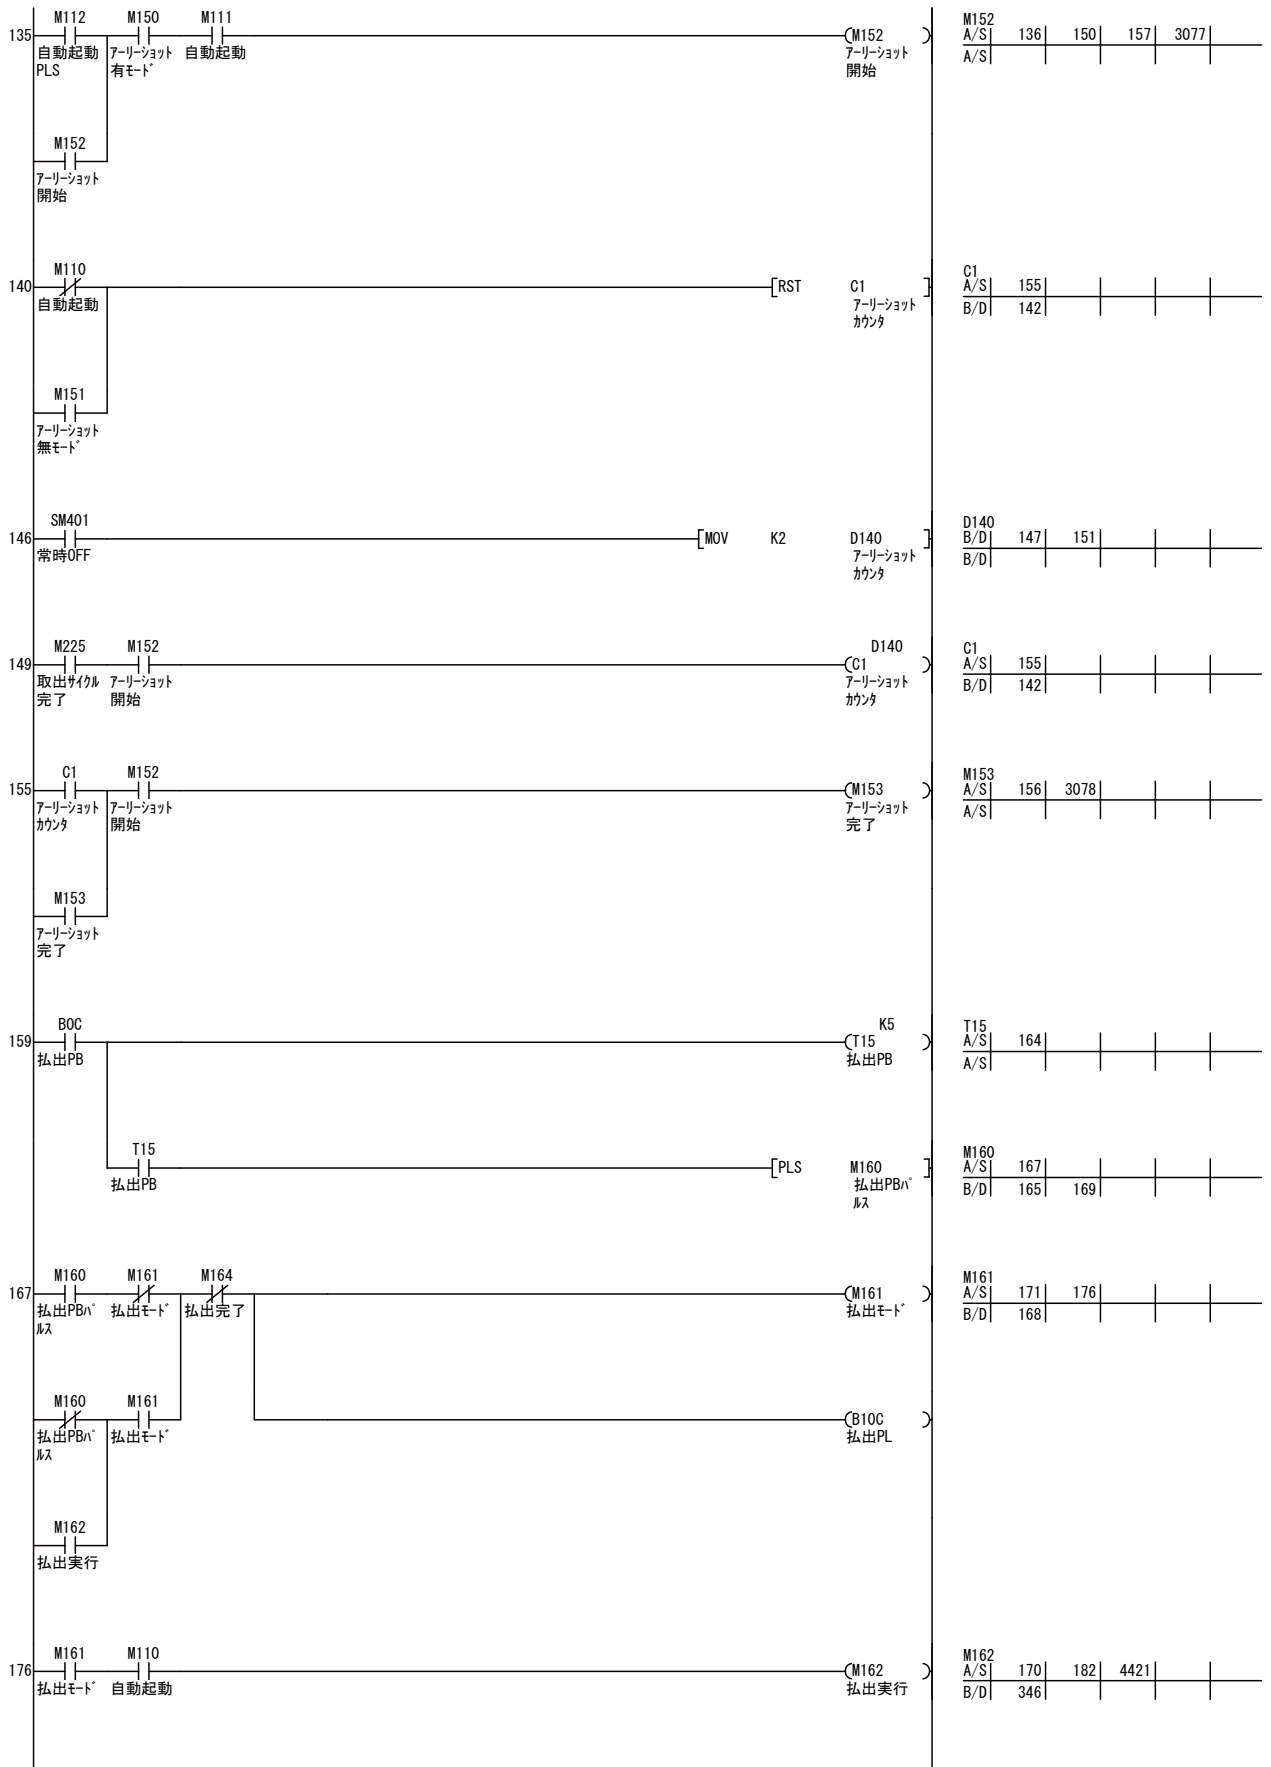 M112 M150 M111 M152
135 (M152 A/S 136 150 157 3077
自動起動 ｱｰﾘｰｼｮｯﾄ 自動起動 ｱｰﾘｰｼｮｯﾄ A/S
PLS 有ﾓｰﾄﾞ 開始
M152
ｱｰﾘｰｼｮｯﾄ
開始
M110 C1
140 [RST C1 ] A/S 155
自動起動 ｱｰﾘｰｼｮｯﾄ B/D 142
ｶｳﾝﾀ
M151
ｱｰﾘｰｼｮｯﾄ
無ﾓｰﾄﾞ
SM401 D140
146 [MOV K2 D140 ] B/D 147 151
常時OFF ｱｰﾘｰｼｮｯﾄ B/D
ｶｳﾝﾀ
M225 M152 D140 C1
149 (C1 ) A/S 155
取出ｻｲｸﾙ ｱｰﾘｰｼｮｯﾄ ｱｰﾘｰｼｮｯﾄ B/D 142
完了 開始 ｶｳﾝﾀ
C1 M152 M153
155 (M153 ) A/S 156 3078
ｱｰﾘｰｼｮｯﾄ ｱｰﾘｰｼｮｯﾄ ｱｰﾘｰｼｮｯﾄ A/S
ｶｳﾝﾀ 開始 完了
M153
ｱｰﾘｰｼｮｯﾄ
完了
B0C K5 T15
159 (T15 ) A/S 164
払出PB 払出PB A/S
T15 M160
[PLS M160 ] A/S 167
払出PB 払出PBﾊﾟ B/D 165 169
ﾙｽ
M160 M161 M164 M161
167 (M161 ) A/S 171 176
払出PBﾊﾟ 払出ﾓｰﾄﾞ 払出完了 払出ﾓｰﾄﾞ B/D 168
ﾙｽ
M160 M161
(B10C )
払出PBﾊﾟ 払出ﾓｰﾄﾞ 払出PL
ﾙｽ
M162
払出実行
M161 M110 M162
176 (M162 ) A/S 170 182 4421
払出ﾓｰﾄﾞ 自動起動 払出実行 B/D 346